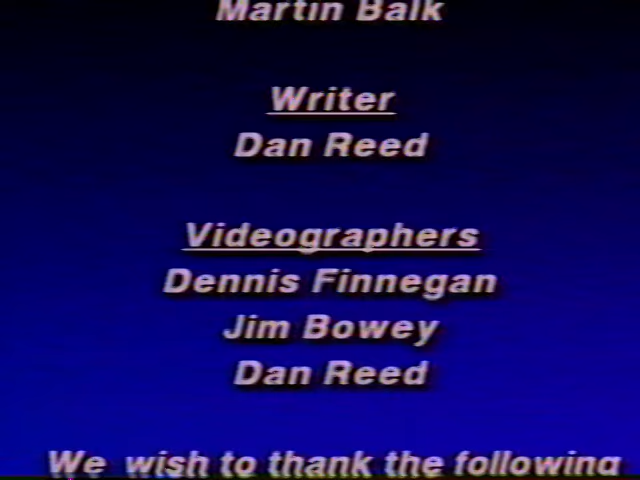 Martin Balk
Writer
Dan Reed
Videographers
Dennis Finnegan
Jim Bowey
Dan Reed
We wish to thank the following